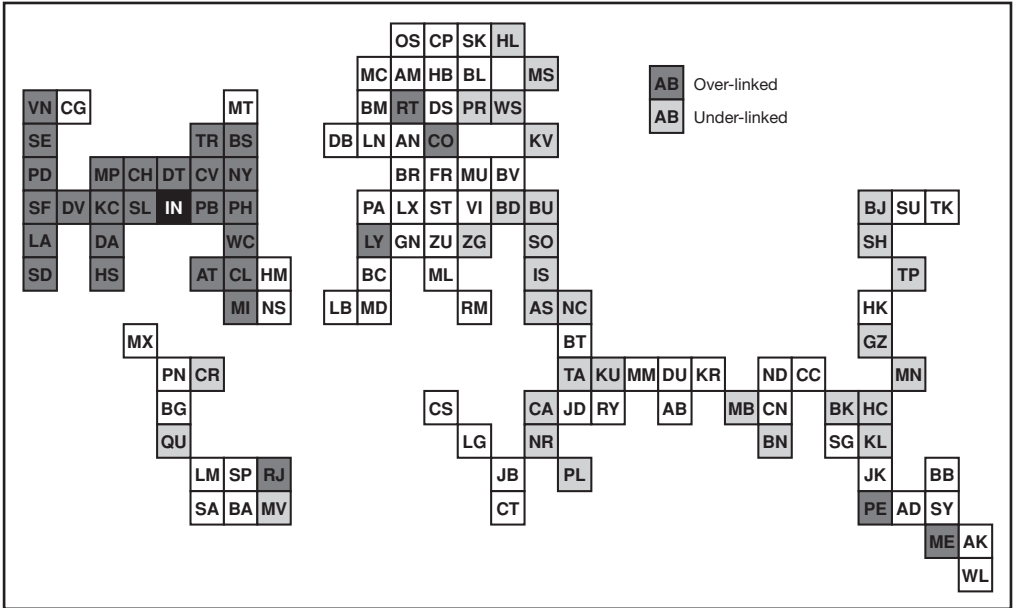 OS CP SK HL
MC AM HB BL MS
AB Over-linked
VN CG MT BM RT DS PR WS
AB Under-linked
SE TR BS DB LN AN CO KV
PD MP CH DT CV NY BR FR MU BV
SF DV KC SL IN PB PH PA LX ST VI BD BU BJ SU TK
LA DA WC LY GN ZU ZG SO SH
SD HS AT CL HM BC ML IS TP
MI NS LB MD RM AS NC HK
MX BT GZ
PN CR TA KU MM DU KR ND CC MN
BG CS CA JD RY AB MB CN BK HC
QU LG NR BN SG KL
LM SP RJ JB PL JK BB
SA BA MV CT PE AD SY
ME AK
WL